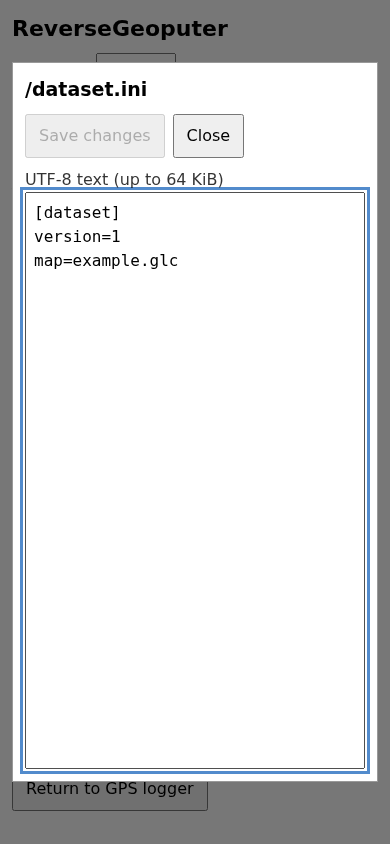 ReverseGeoputer
/dataset.ini
Save changes Close
UTF-8 text (up to 64 KiB)
[dataset]
version=1
map=example.glc
Return to GPS logger